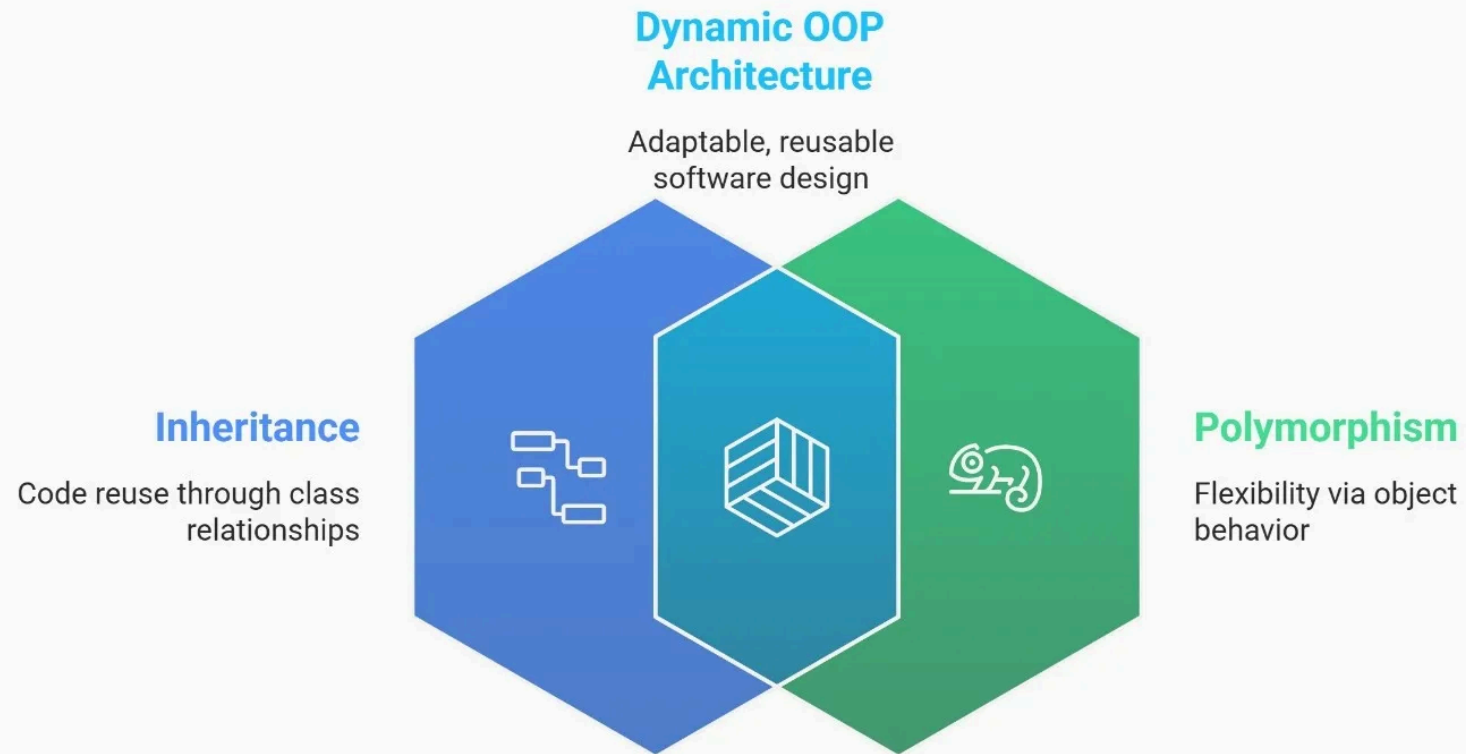 Dynamic OOP
Architecture
Adaptable, reusable
software design
Inheritance
Code reuse through class
relationships
Polymorphism
Flexibility via object
behavior